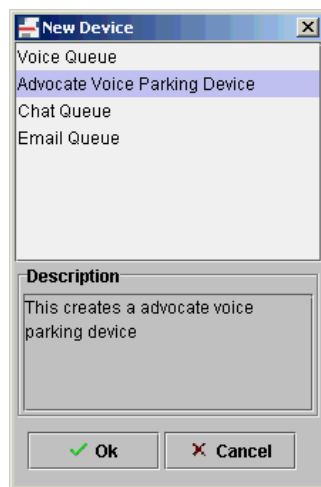 New Device
Voice Queue
Advocate Voice Parking Device
Chat Queue
Email Queue
Description
This creates a advocate voice
parking device
Ok
Cancel